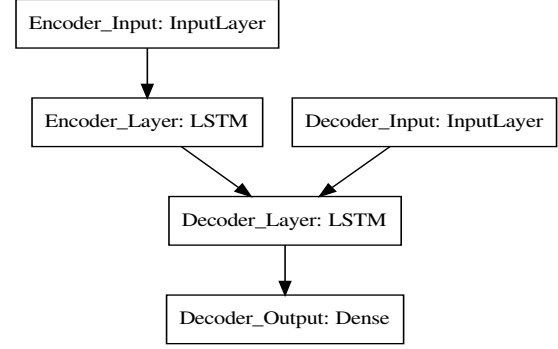 Encoder_Input: InputLayer
Encoder_Layer: LSTM
Decoder_Input: InputLayer
Decoder_Layer: LSTM
Decoder_Output: Dense